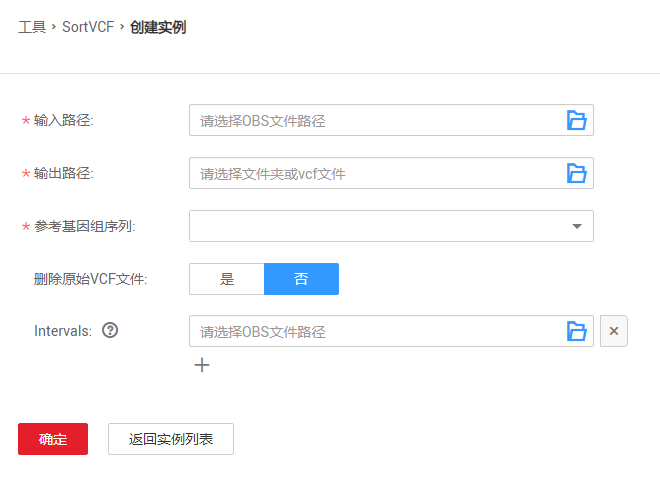 工具 › SortVCF › 创建实例
* 输入路径: 请选择OBS文件路径
* 输出路径: 请选择文件夹或vcf文件
* 参考基因组序列:
删除原始VCF文件: 是 否
Intervals: ? 请选择OBS文件路径 ×
+
确定 返回实例列表